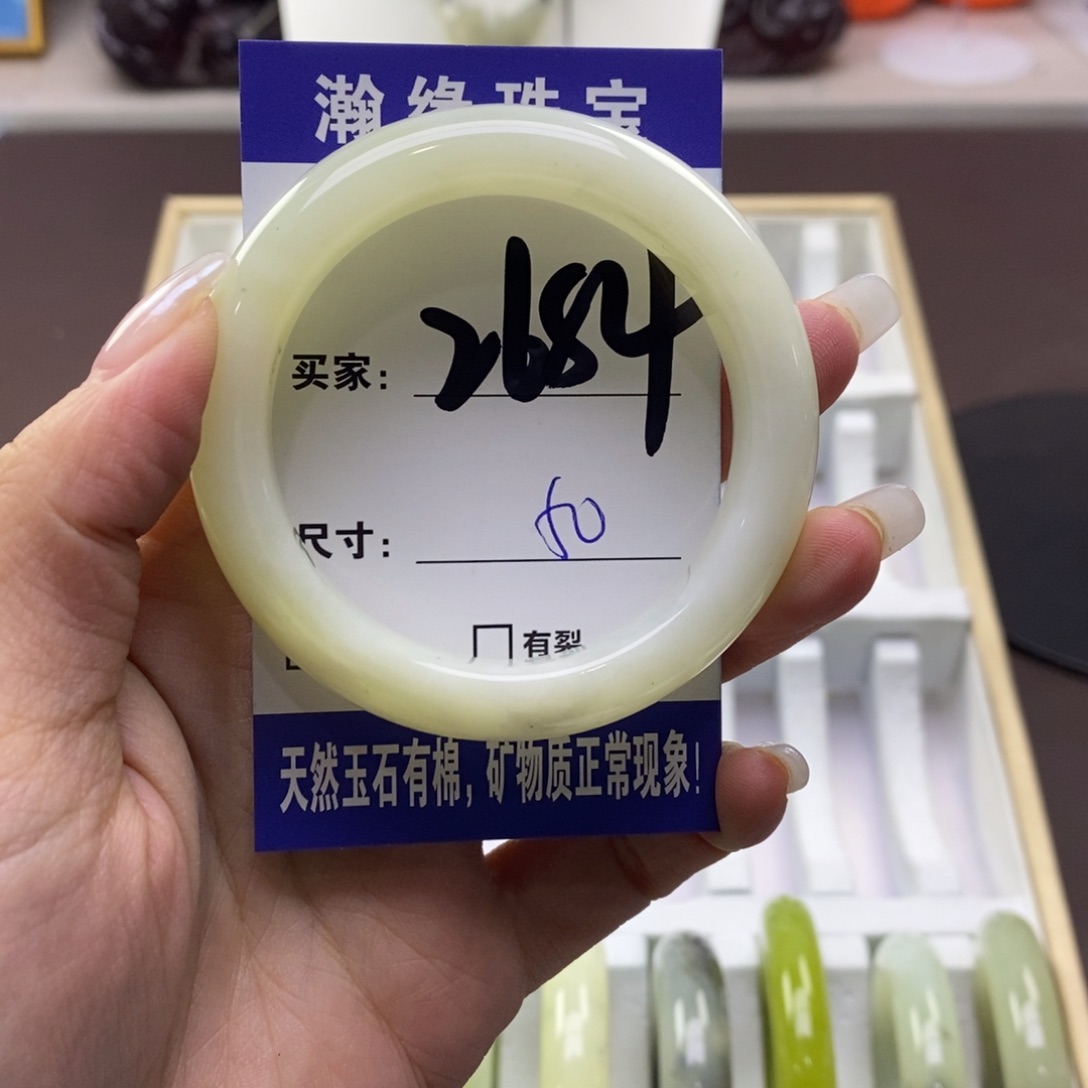 瀚缘珠宝
买家: 2684
尺寸: 50
有裂
天然玉石有棉,矿物质正常现象!